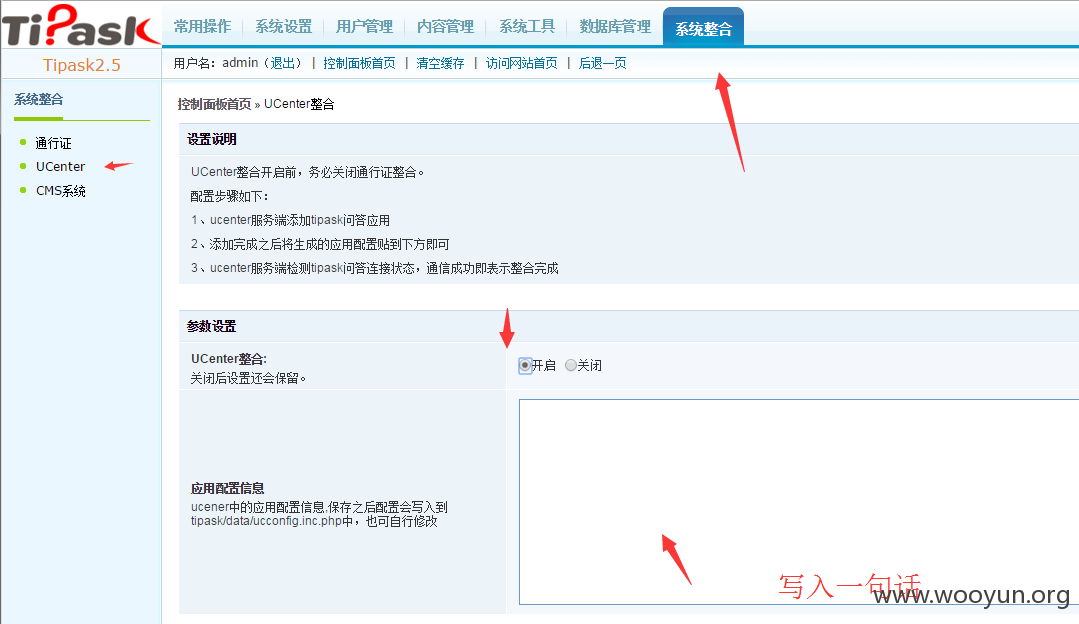 TiPask
常用操作 系统设置 用户管理 内容管理 系统工具 数据库管理 系统整合
Tipask2.5
用户名：admin（退出） | 控制面板首页 | 清空缓存 | 访问网站首页 | 后退一页
系统整合
通行证
UCenter
CMS系统
控制面板首页 » UCenter整合
设置说明
UCenter整合开启前，务必关闭通行证整合。
配置步骤如下：
1、ucenter服务端添加tipask问答应用
2、添加完成之后将生成的应用配置贴到下方即可
3、ucenter服务端检测tipask问答连接状态，通信成功即表示整合完成
参数设置
UCenter整合:
关闭后设置还会保留。
开启 关闭
应用配置信息
ucener中的应用配置信息,保存之后配置会写入到
tipask/data/ucconfig.inc.php中，也可自行修改
写入一句话
www.wooyun.org